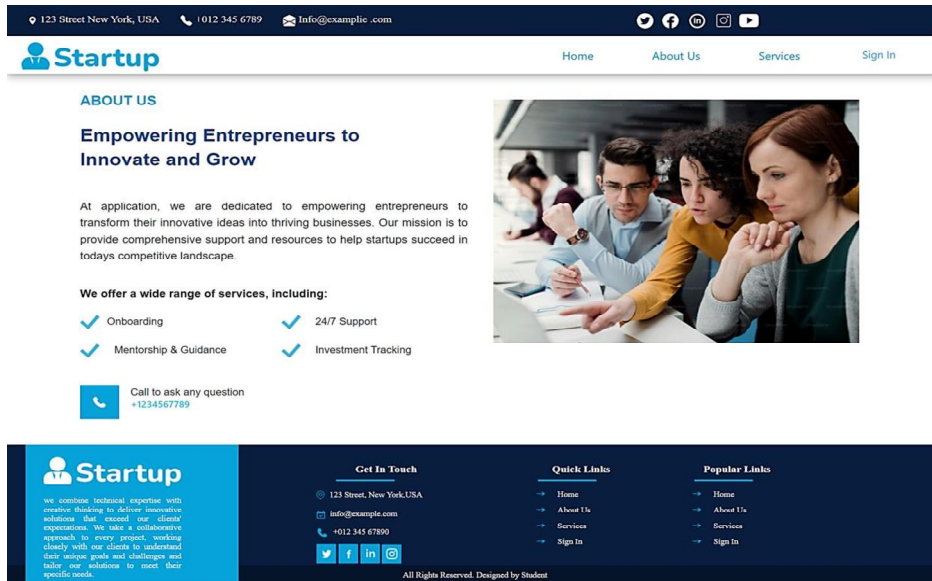 123 Street New York, USA
+012 345 6789
Info@examplie .com
Startup
Home
About Us
Services
Sign In
ABOUT US
Empowering Entrepreneurs to
Innovate and Grow
At application, we are dedicated to empowering entrepreneurs to
transform their innovative ideas into thriving businesses. Our mission is to
provide comprehensive support and resources to help startups succeed in
todays competitive landscape.
We offer a wide range of services, including:
Onboarding
24/7 Support
Mentorship & Guidance
Investment Tracking
Call to ask any question
+1234567789
Startup
we combine technical expertise with
creative thinking to deliver innovative
solutions that exceed our clients'
expectations. We take a collaborative
approach to every project, working
closely with our clients to understand
their unique goals and challenges and
tailor our solutions to meet their
specific needs.
Get In Touch
123 Street, New York,USA
info@example.com
+012 345 67890
Quick Links
Home
About Us
Services
Sign In
Popular Links
Home
About Us
Services
Sign In
All Rights Reserved. Designed by Student